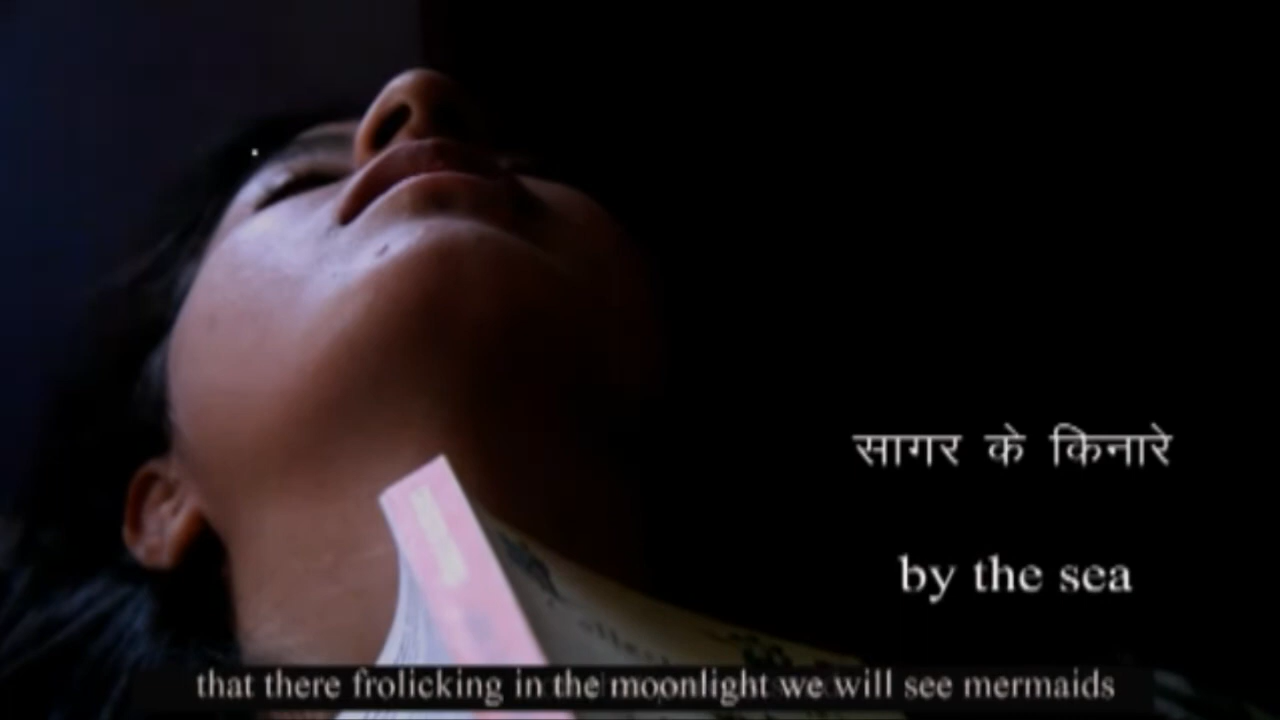 सागर के किनारे
by the sea
that there frolicking in the moonlight we will see mermaids